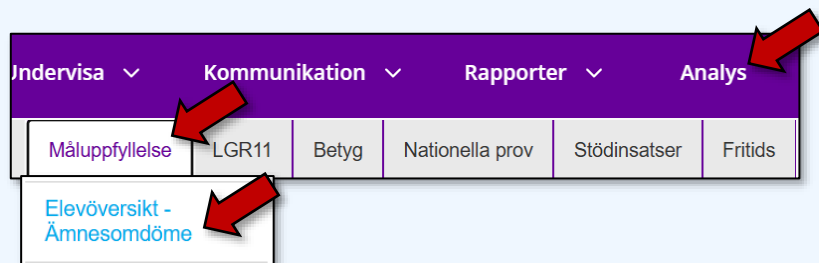 Undervisa Kommunikation Rapporter Analys
Måluppfyllelse LGR11 Betyg Nationella prov Stödinsatser Fritids
Elevöversikt -
Ämnesomdöme